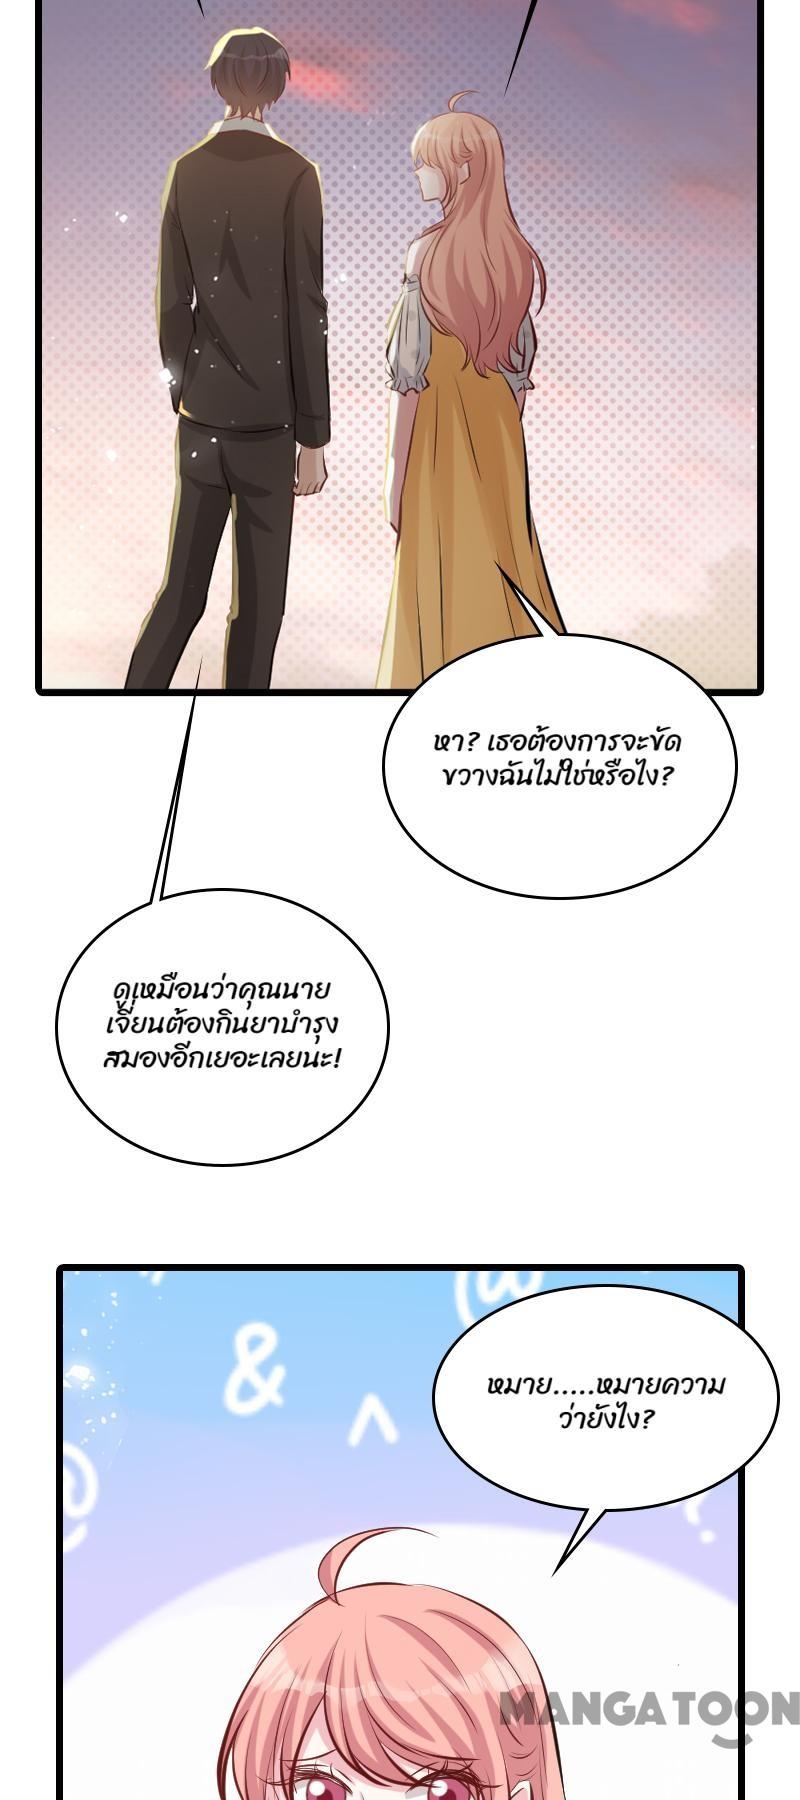 หา? เธอต้องการจะขัด
ขวางฉันไม่ใช่หรือไง?
ดูเหมือนว่าคุณนาย
เจี่ยนต้องกินยาบำรุง
สมองอีกเยอะเลยนะ!
หมาย.....หมายความ
ว่ายังไง?
MANGATOON